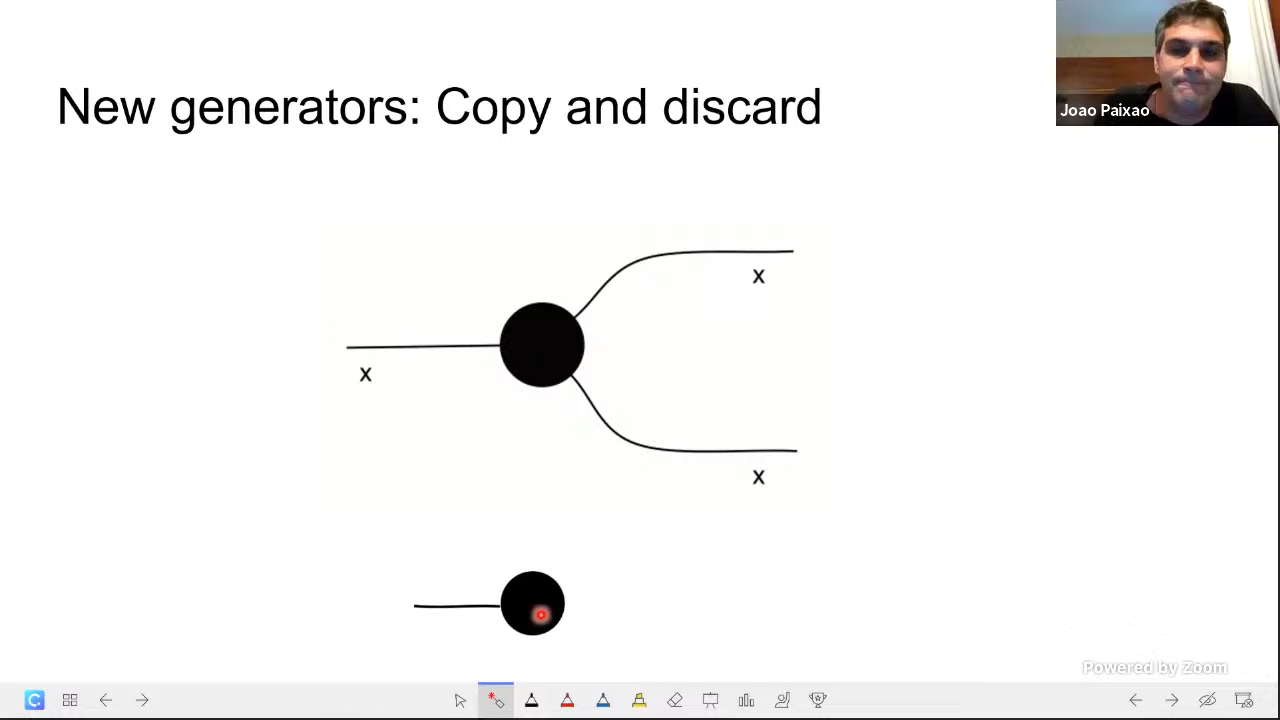 New generators: Copy and discard
Joao Paixao
x
x
x
Powered by Zoom